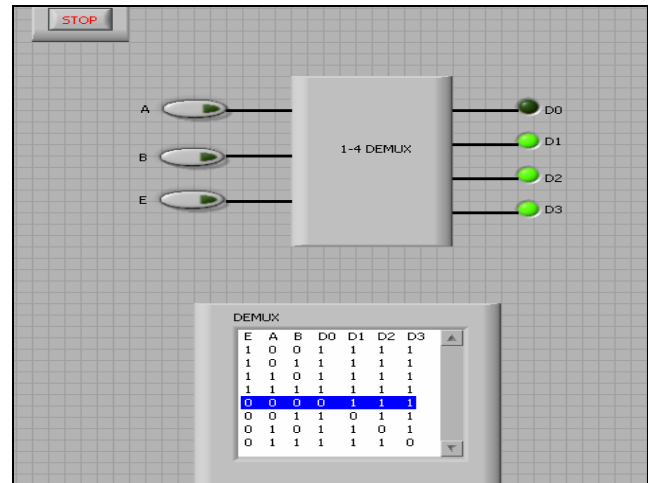 STOP
A
B
E
1-4 DEMUX
D0
D1
D2
D3
DEMUX
E A B D0 D1 D2 D3
1 0 0 1 1 1 1
1 0 1 1 1 1 1
1 1 0 1 1 1 1
1 1 1 1 1 1 1
0 0 0 0 1 1 1
0 0 1 1 0 1 1
0 1 0 1 1 0 1
0 1 1 1 1 1 0